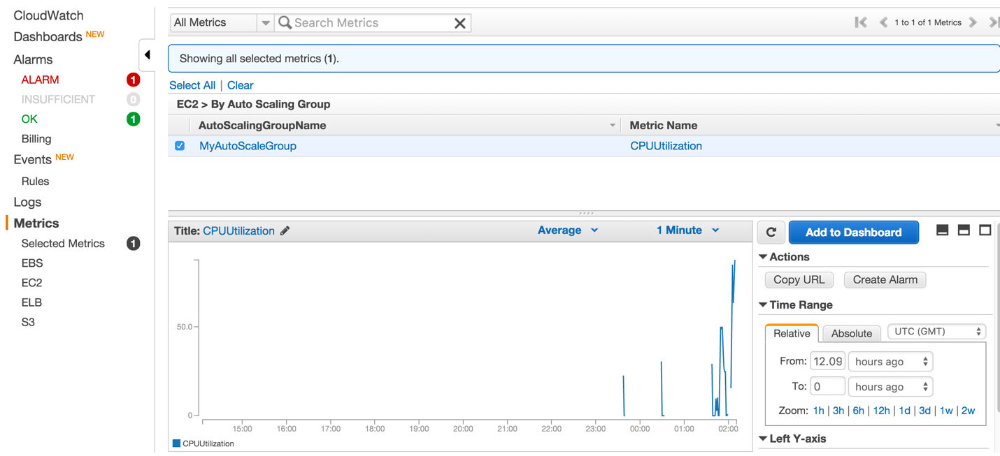 CloudWatch
Dashboards NEW
Alarms
ALARM 1
INSUFFICIENT 0
OK 1
Billing
Events NEW
Rules
Logs
Metrics
Selected Metrics 1
EBS
EC2
ELB
S3
All Metrics Search Metrics 1 to 1 of 1 Metrics
Showing all selected metrics (1).
Select All | Clear
EC2 > By Auto Scaling Group
AutoScalingGroupName Metric Name
MyAutoScaleGroup CPUUtilization
Title: CPUUtilization Average 1 Minute
50.0
0
15:00 16:00 17:00 18:00 19:00 20:00 21:00 22:00 23:00 00:00 01:00 02:00
CPUUtilization
Add to Dashboard
Actions
Copy URL Create Alarm
Time Range
Relative Absolute UTC (GMT)
From: 12.09 hours ago
To: 0 hours ago
Zoom: 1h | 3h | 6h | 12h | 1d | 3d | 1w | 2w
Left Y-axis